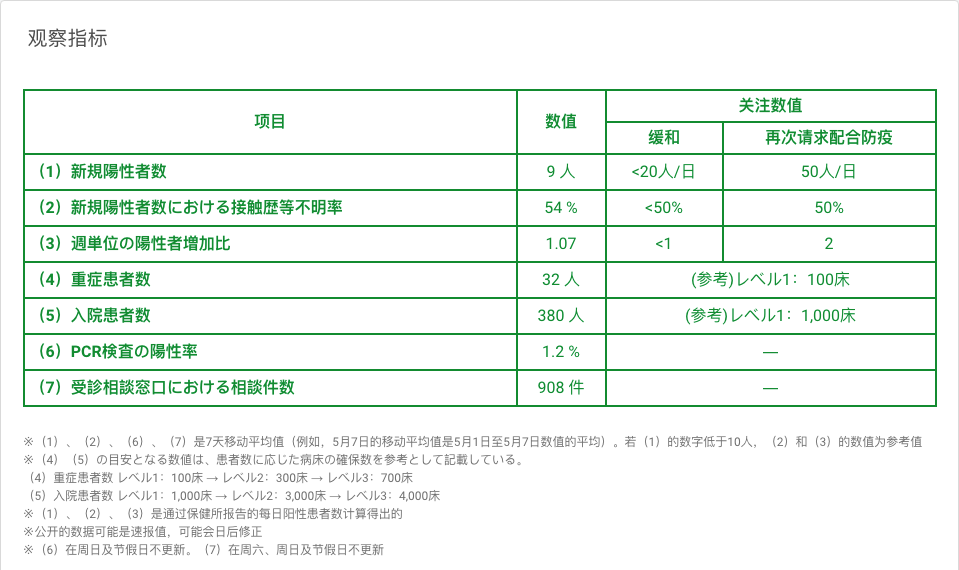 观察指标
项目 数值 关注数值
缓和 再次请求配合防疫
（1）新規陽性者数 9 人 <20人/日 50人/日
（2）新規陽性者数における接触歴等不明率 54 % <50% 50%
（3）週単位の陽性者増加比 1.07 <1 2
（4）重症患者数 32 人 (参考)レベル1：100床
（5）入院患者数 380 人 (参考)レベル1：1,000床
（6）PCR検査の陽性率 1.2 % —
（7）受診相談窓口における相談件数 908 件 —
※（1）、（2）、（6）、（7）是7天移动平均值（例如，5月7日的移动平均值是5月1日至5月7日数值的平均）。若（1）的数字低于10人，（2）和（3）的数值为参考值
※（4）（5）の目安となる数値は、患者数に応じた病床の確保数を参考として記載している。
（4）重症患者数 レベル1：100床 → レベル2：300床 → レベル3：700床
（5）入院患者数 レベル1：1,000床 → レベル2：3,000床 → レベル3：4,000床
※（1）、（2）、（3）是通过保健所报告的每日阳性患者数计算得出的
※公开的数据可能是速报值，可能会日后修正
※（6）在周日及节假日不更新。（7）在周六、周日及节假日不更新